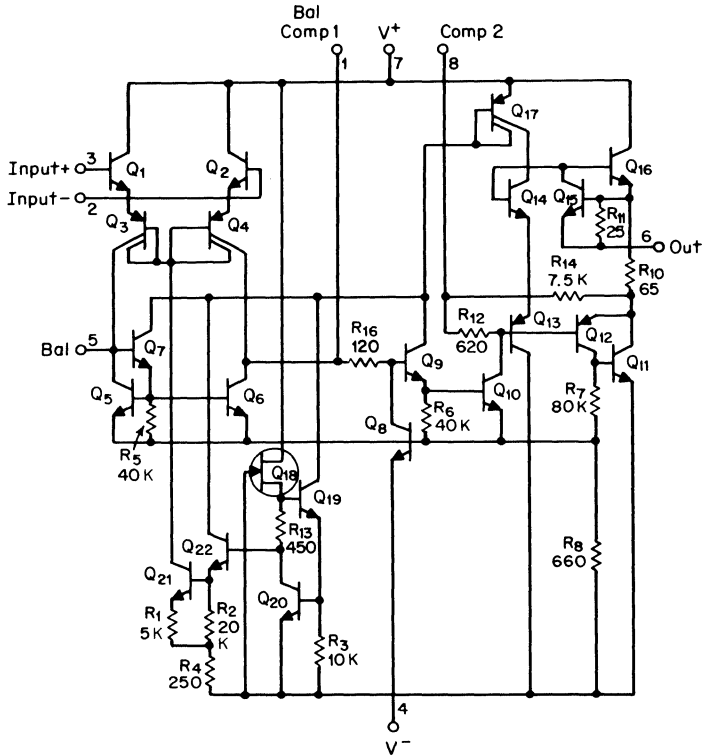 Bal
Comp 1
V+
Comp 2
1
7
8
Q17
Input+
3
Q1
Q2
Q14
Q15
Q16
Input-
2
Q3
Q4
R11
25
6
Out
R14
7.5 K
R10
65
Bal
5
Q7
R16
120
R12
620
Q13
Q12
Q9
Q11
Q5
Q6
R6
40 K
Q10
R7
80 K
Q8
R5
40 K
Q18
Q19
R13
450
Q22
Q21
Q20
R8
660
R1
5 K
R2
20
K
R3
10 K
R4
250
4
V-